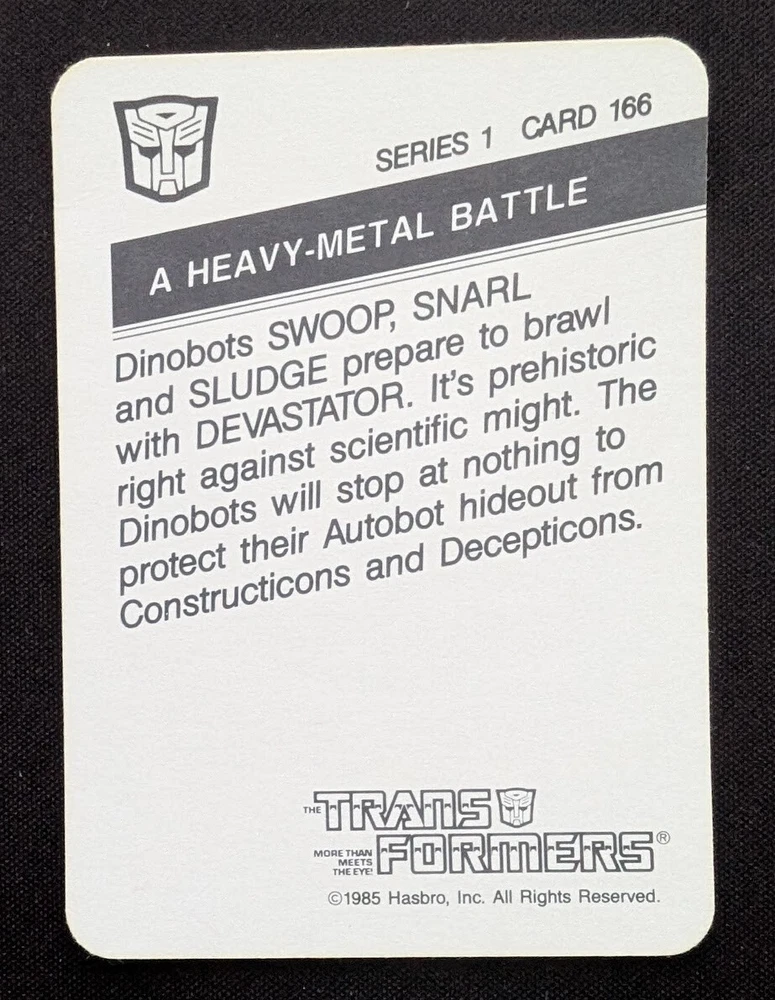 SERIES 1 CARD 166
A HEAVY-METAL BATTLE
Dinobots SWOOP, SNARL
and SLUDGE prepare to brawl
with DEVASTATOR. It's prehistoric
right against scientific might. The
Dinobots will stop at nothing to
protect their Autobot hideout from
Constructicons and Decepticons.
THE TRANS
FORMERS®
MORE THAN
MEETS
THE EYE!
©1985 Hasbro, Inc. All Rights Reserved.